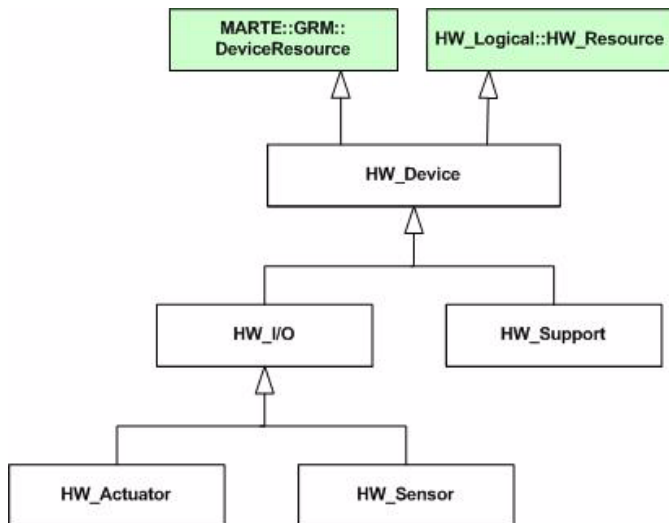 MARTE::GRM::
DeviceResource
HW_Logical::HW_Resource
HW_Device
HW_I/O
HW_Support
HW_Actuator
HW_Sensor